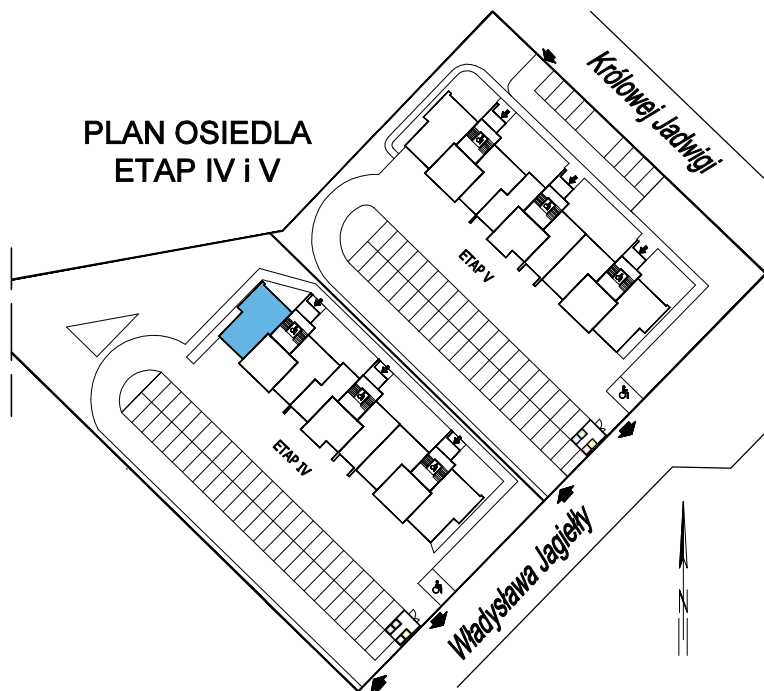 PLAN OSIEDLA
ETAP IV i V
Królowej Jadwigi
ETAP V
ETAP IV
Władysława Jagiełły
N